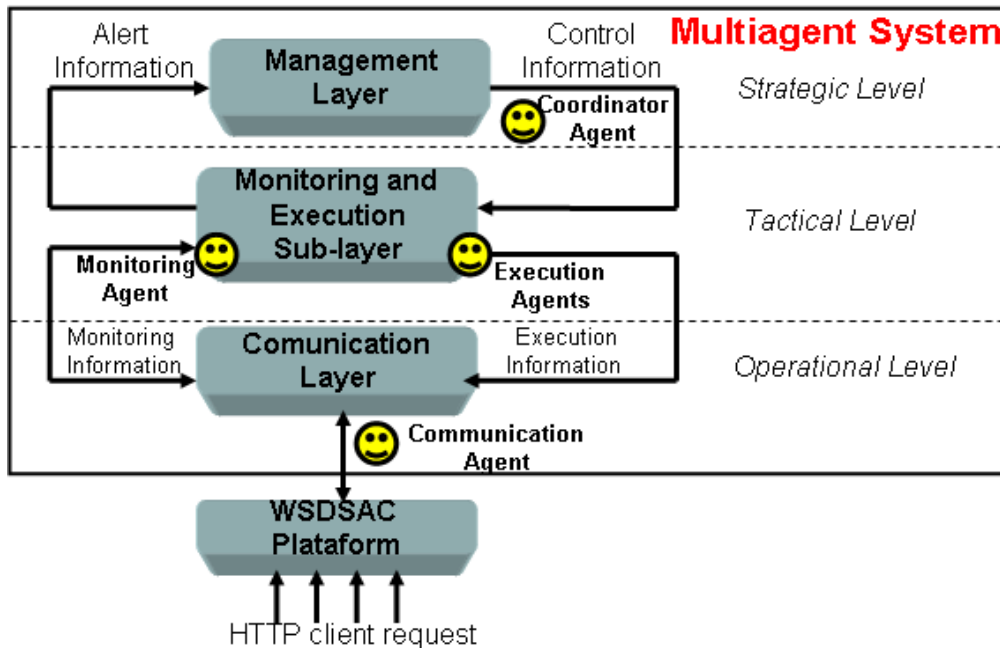 Multiagent System
Alert
Information
Management
Layer
Control
Information
Strategic Level
Coordinator
Agent
Monitoring and
Execution
Sub-layer
Tactical Level
Monitoring
Agent
Execution
Agents
Monitoring
Information
Comunication
Layer
Execution
Information
Operational Level
Communication
Agent
WSDSAC
Plataform
HTTP client request